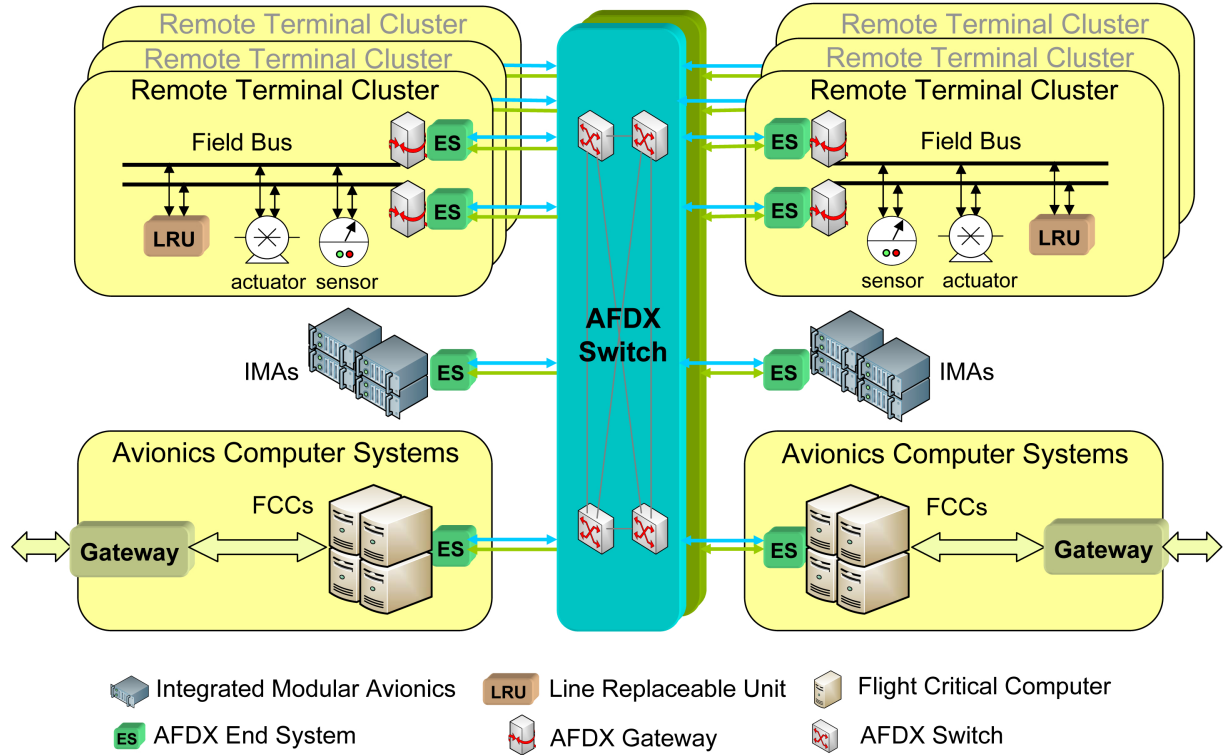 Remote Terminal Cluster
Remote Terminal Cluster
Remote Terminal Cluster
Field Bus
ES
ES
LRU
actuator
sensor
IMAs
ES
Avionics Computer Systems
FCCs
Gateway
ES
AFDX
Switch
Remote Terminal Cluster
Remote Terminal Cluster
Remote Terminal Cluster
ES
Field Bus
ES
LRU
sensor
actuator
ES
IMAs
Avionics Computer Systems
FCCs
ES
Gateway
Integrated Modular Avionics
LRU
Line Replaceable Unit
Flight Critical Computer
ES
AFDX End System
AFDX Gateway
AFDX Switch